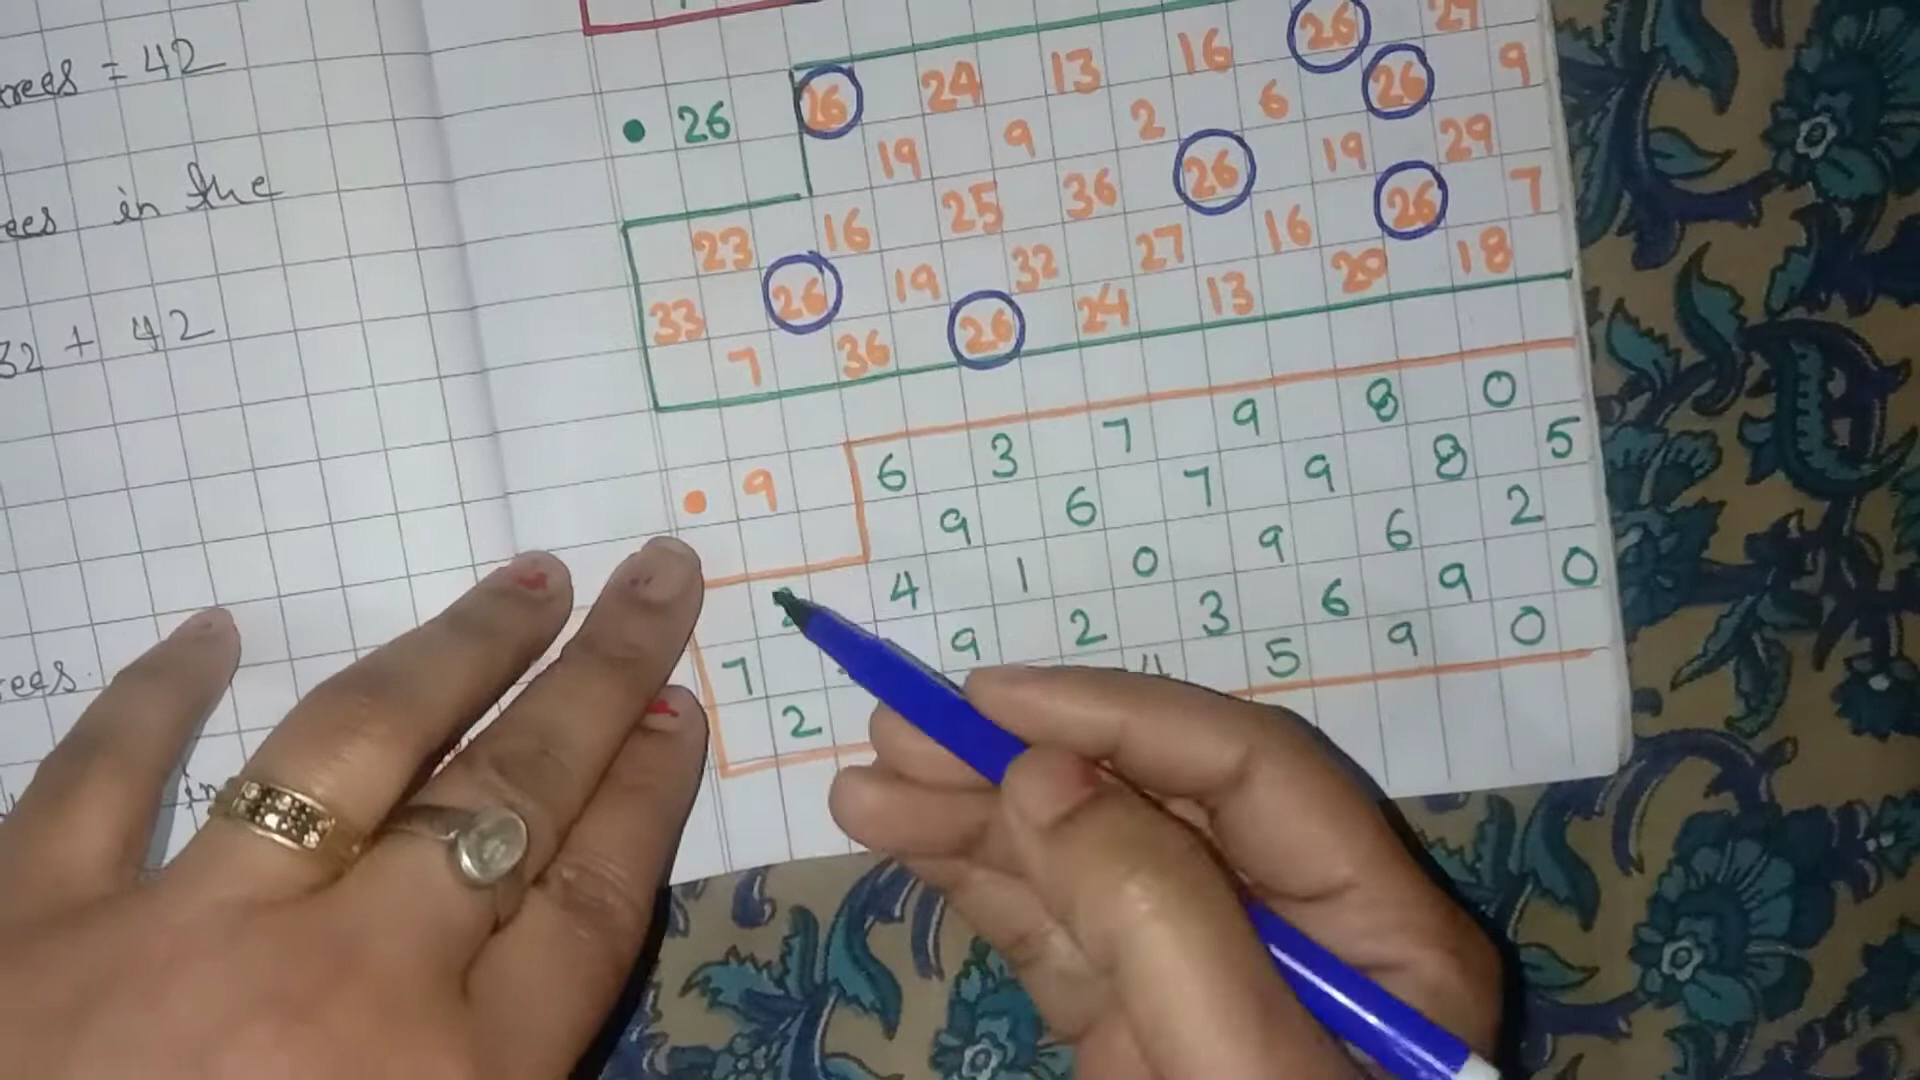 rees = 42
ees in the
32 + 42
rees.
in
• 26
26 24 13 16 26 27
19 9 2 6 26 9
23 16 25 36 26 19 29
33 26 19 32 27 16 26 7
7 36 26 24 13 20 18
• 9
6 3 7 9 8 0
9 6 7 9 8 5
4 1 0 9 6 2
7 9 2 3 6 9 0
2 5 9 0